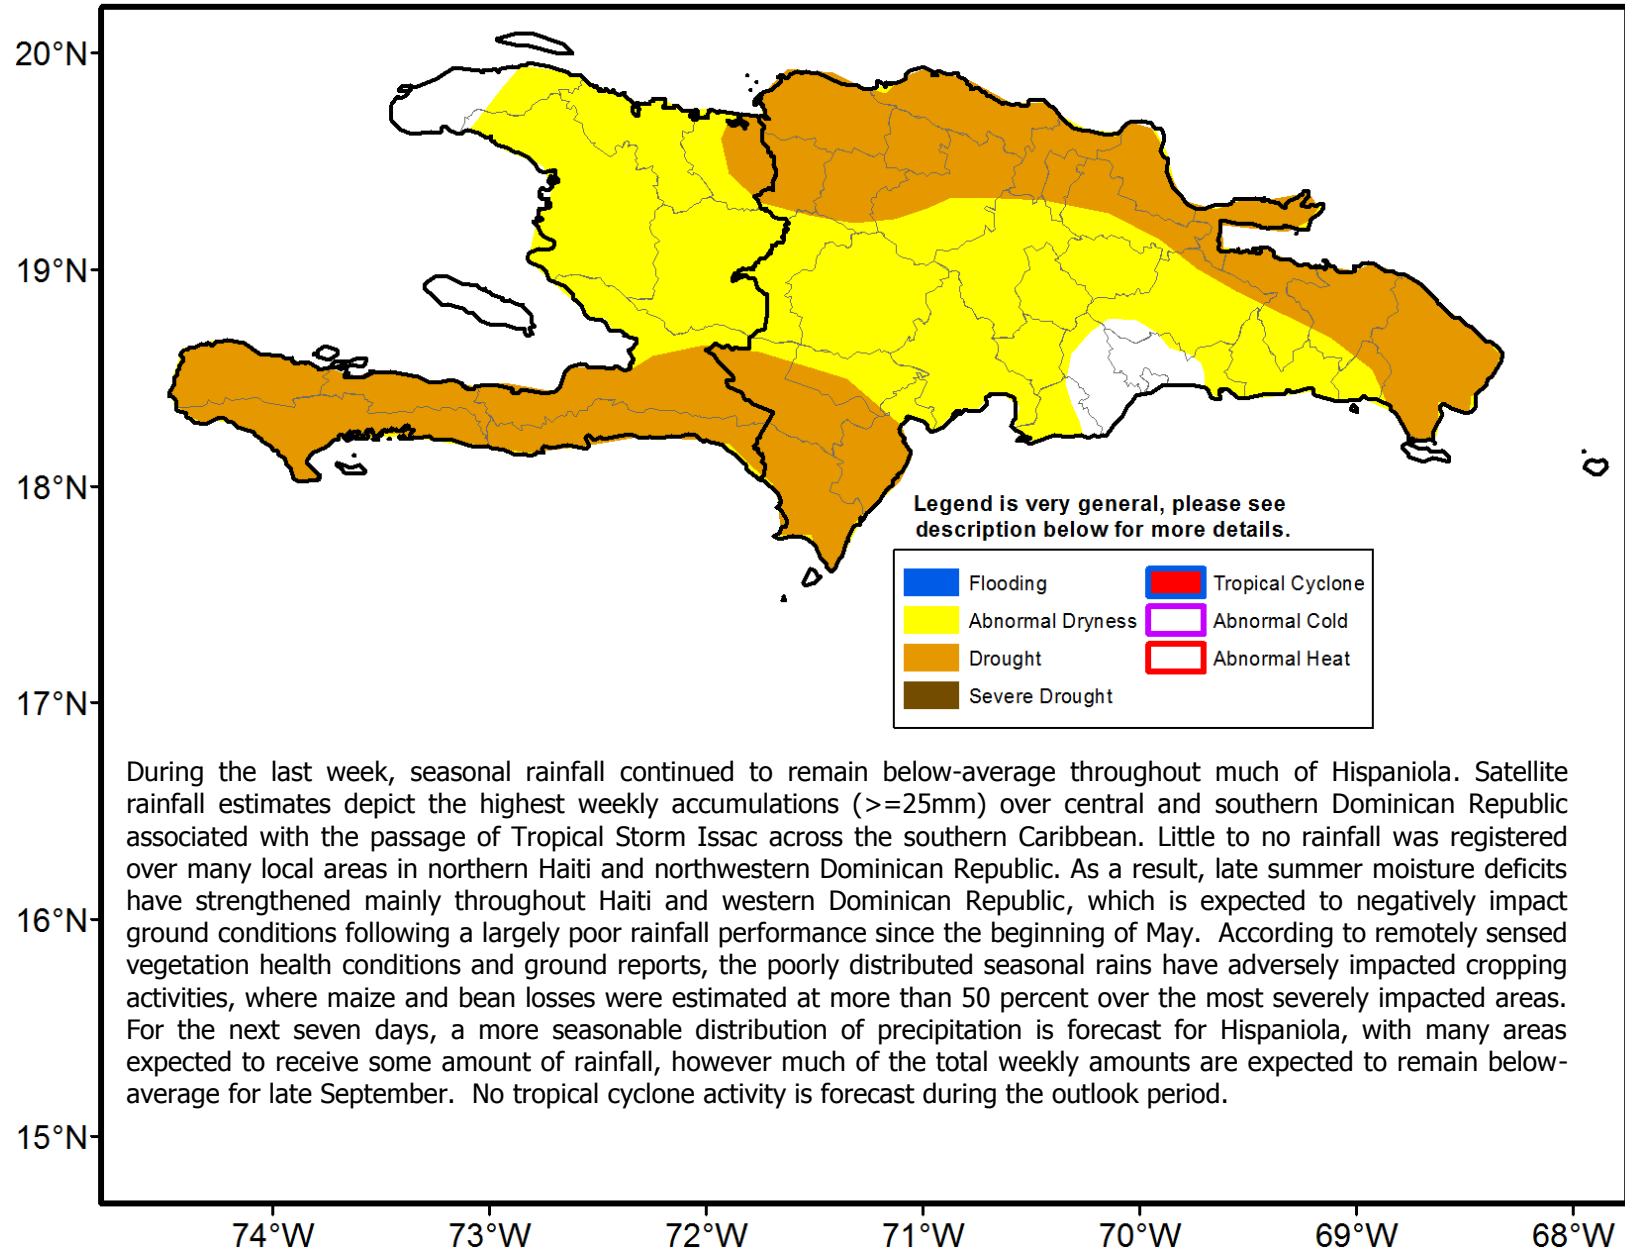 20°N
19°N
18°N
17°N
16°N
15°N
Legend is very general, please see
description below for more details.
Flooding
Abnormal Dryness
Drought
Severe Drought
Tropical Cyclone
Abnormal Cold
Abnormal Heat
During the last week, seasonal rainfall continued to remain below-average throughout much of Hispaniola. Satellite
rainfall estimates depict the highest weekly accumulations (>=25mm) over central and southern Dominican Republic
associated with the passage of Tropical Storm Issac across the southern Caribbean. Little to no rainfall was registered
over many local areas in northern Haiti and northwestern Dominican Republic. As a result, late summer moisture deficits
have strengthened mainly throughout Haiti and western Dominican Republic, which is expected to negatively impact
ground conditions following a largely poor rainfall performance since the beginning of May.  According to remotely sensed
vegetation health conditions and ground reports, the poorly distributed seasonal rains have adversely impacted cropping
activities, where maize and bean losses were estimated at more than 50 percent over the most severely impacted areas.
For the next seven days, a more seasonable distribution of precipitation is forecast for Hispaniola, with many areas
expected to receive some amount of rainfall, however much of the total weekly amounts are expected to remain below-
average for late September.  No tropical cyclone activity is forecast during the outlook period.
74°W
73°W
72°W
71°W
70°W
69°W
68°W